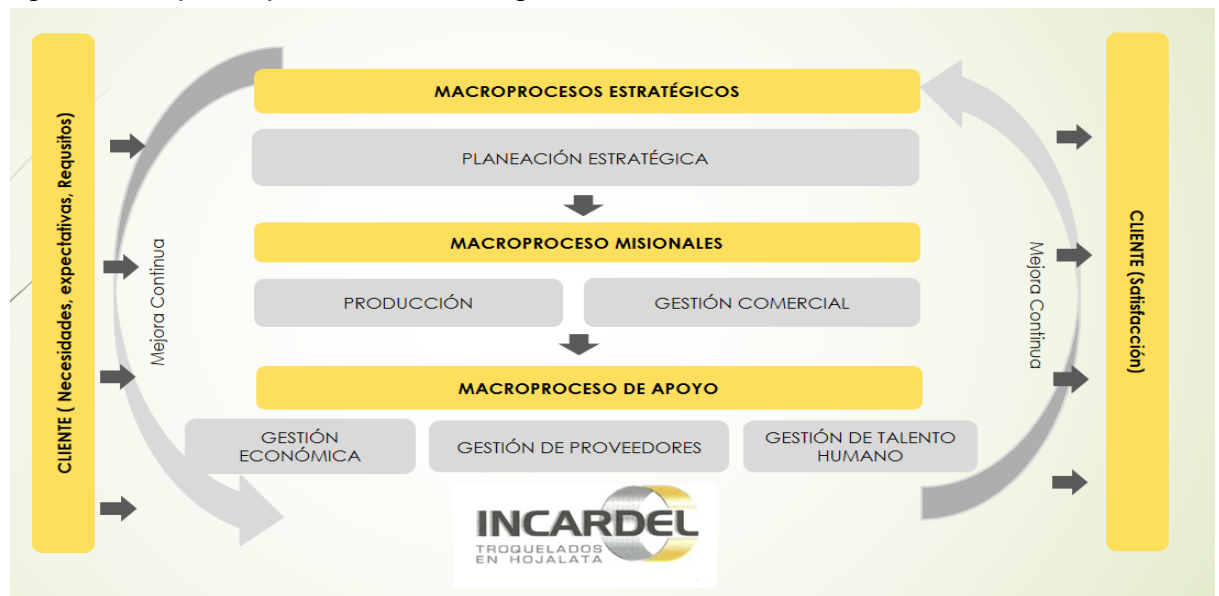 CLIENTE ( Necesidades, expectativas, Requsitos)
Mejora Continua
MACROPROCESOS ESTRATÉGICOS
PLANEACIÓN ESTRATÉGICA
MACROPROCESO MISIONALES
PRODUCCIÓN
GESTIÓN COMERCIAL
MACROPROCESO DE APOYO
GESTIÓN
ECONÓMICA
GESTIÓN DE PROVEEDORES
GESTIÓN DE TALENTO
HUMANO
INCARDEL
TROQUELADOS
EN HOJALATA
Mejora Continua
CLIENTE (Satisfacción)